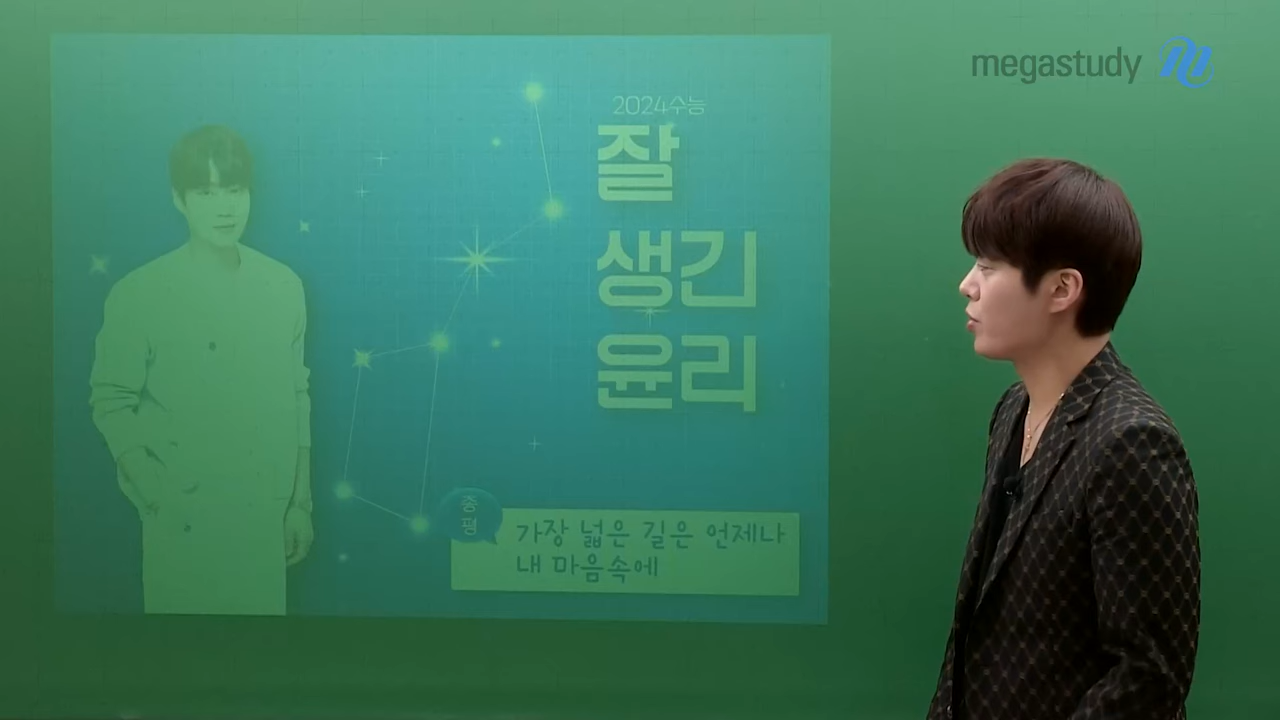 megastudy
2024수능
잘
생긴
윤리
총
평
가장 넓은 길은 언제나
내 마음속에